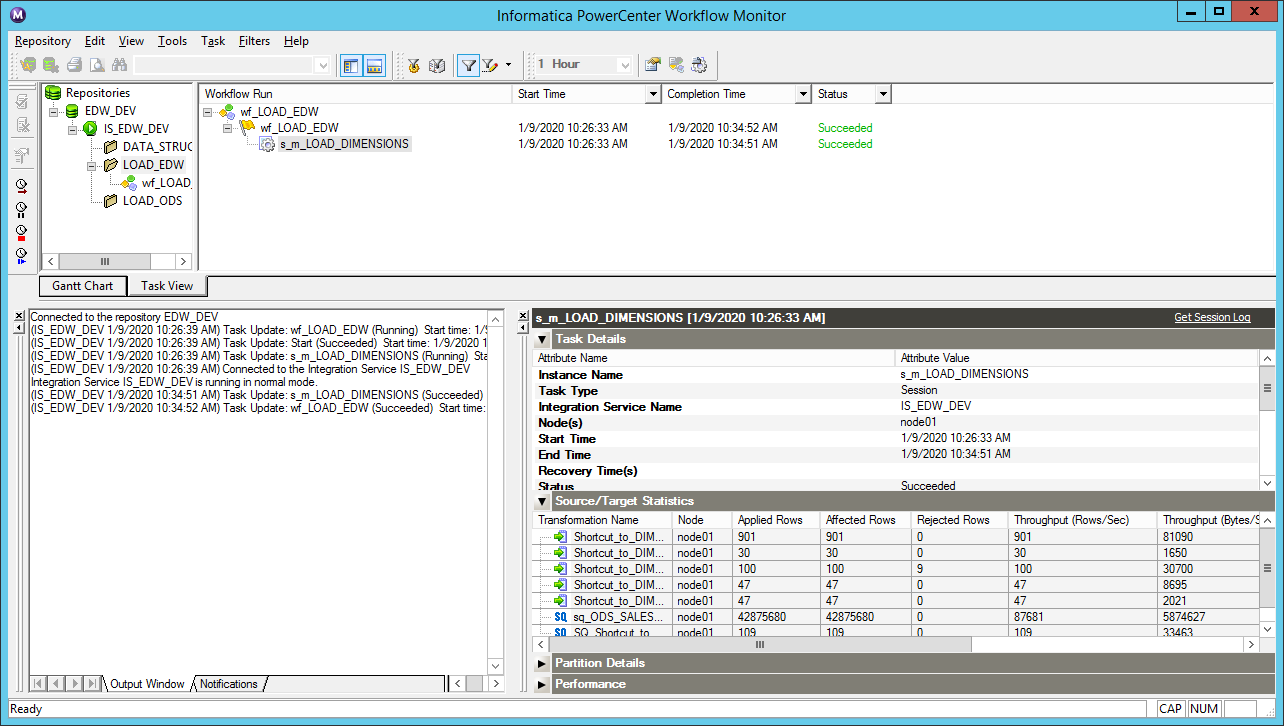 Informatica PowerCenter Workflow Monitor
Repository Edit View Tools Task Filters Help
1 Hour
Repositories
EDW_DEV
IS_EDW_DEV
DATA_STRUC
LOAD_EDW
wf_LOAD_
LOAD_ODS
Workflow Run Start Time Completion Time Status
wf_LOAD_EDW
wf_LOAD_EDW 1/9/2020 10:26:33 AM 1/9/2020 10:34:52 AM Succeeded
s_m_LOAD_DIMENSIONS 1/9/2020 10:26:33 AM 1/9/2020 10:34:51 AM Succeeded
Gantt Chart Task View
Connected to the repository EDW_DEV
(IS_EDW_DEV 1/9/2020 10:26:39 AM) Task Update: wf_LOAD_EDW (Running) Start time: 1/9
(IS_EDW_DEV 1/9/2020 10:26:39 AM) Task Update: Start (Succeeded) Start time: 1/9/2020 1
(IS_EDW_DEV 1/9/2020 10:26:39 AM) Task Update: s_m_LOAD_DIMENSIONS (Running) Sta
(IS_EDW_DEV 1/9/2020 10:26:39 AM) Connected to the Integration Service IS_EDW_DEV
Integration Service IS_EDW_DEV is running in normal mode.
(IS_EDW_DEV 1/9/2020 10:34:51 AM) Task Update: s_m_LOAD_DIMENSIONS (Succeeded)
(IS_EDW_DEV 1/9/2020 10:34:52 AM) Task Update: wf_LOAD_EDW (Succeeded) Start time:
Output Window Notifications
s_m_LOAD_DIMENSIONS [1/9/2020 10:26:33 AM] Get Session Log
Task Details
Attribute Name Attribute Value
Instance Name s_m_LOAD_DIMENSIONS
Task Type Session
Integration Service Name IS_EDW_DEV
Node(s) node01
Start Time 1/9/2020 10:26:33 AM
End Time 1/9/2020 10:34:51 AM
Recovery Time(s)
Status Succeeded
Source/Target Statistics
Transformation Name Node Applied Rows Affected Rows Rejected Rows Throughput (Rows/Sec) Throughput (Bytes/S
Shortcut_to_DIM... node01 901 901 0 901 81090
Shortcut_to_DIM... node01 30 30 0 30 1650
Shortcut_to_DIM... node01 100 100 9 100 30700
Shortcut_to_DIM... node01 47 47 0 47 8695
Shortcut_to_DIM... node01 47 47 0 47 2021
SQ sq_ODS_SALES... node01 42875680 42875680 0 87681 5874627
SQ SQ_Shortcut_to_... node01 109 109 0 109 33463
Partition Details
Performance
Ready CAP NUM